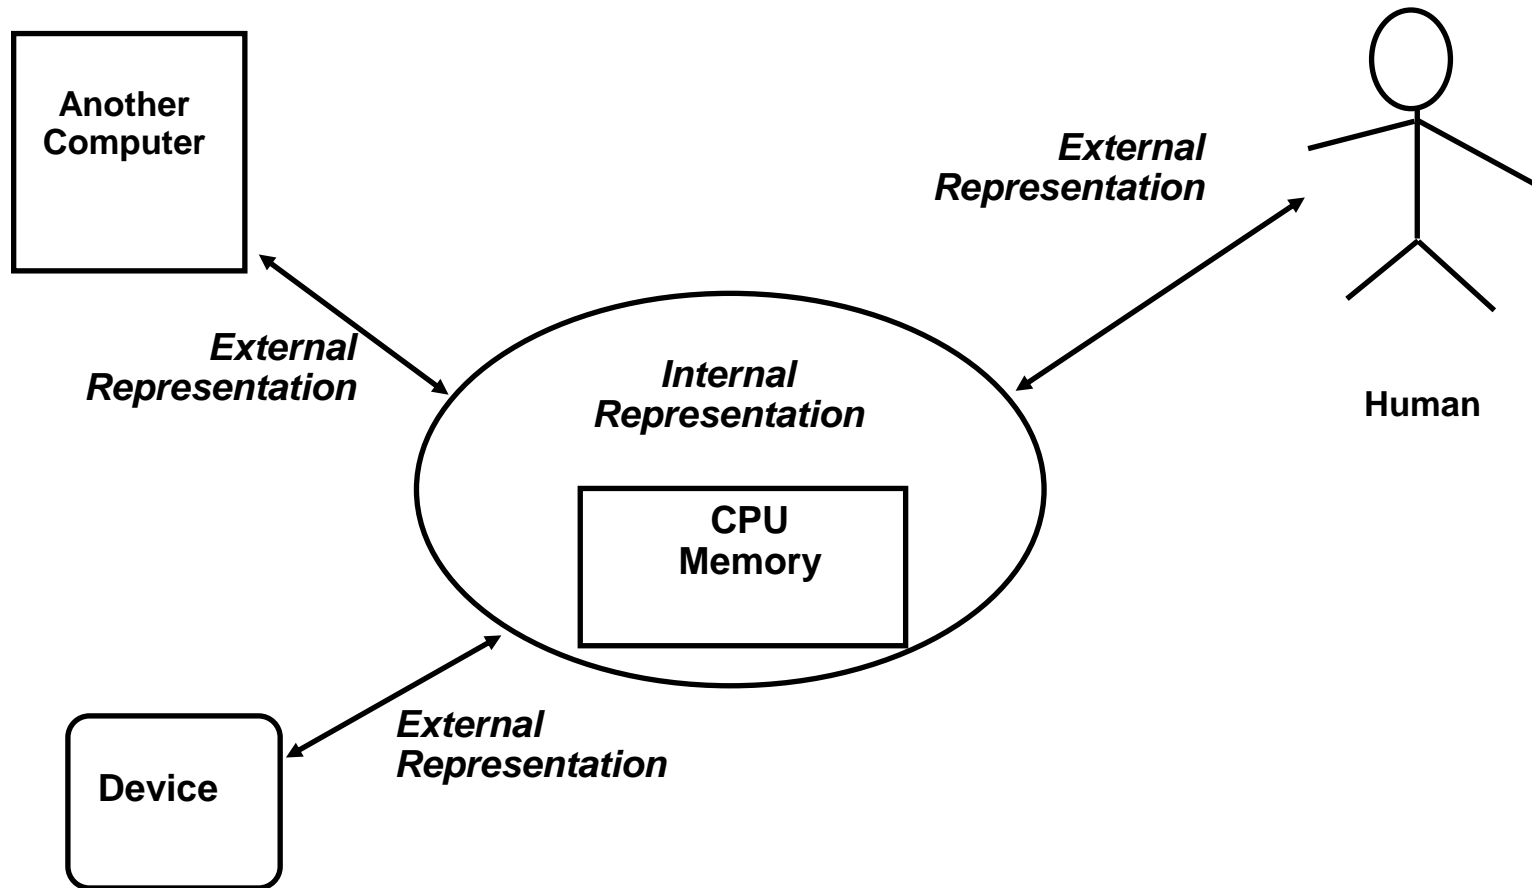 Another
Computer
External
Representation
External
Representation
Internal
Representation
Human
CPU
Memory
External
Representation
Device